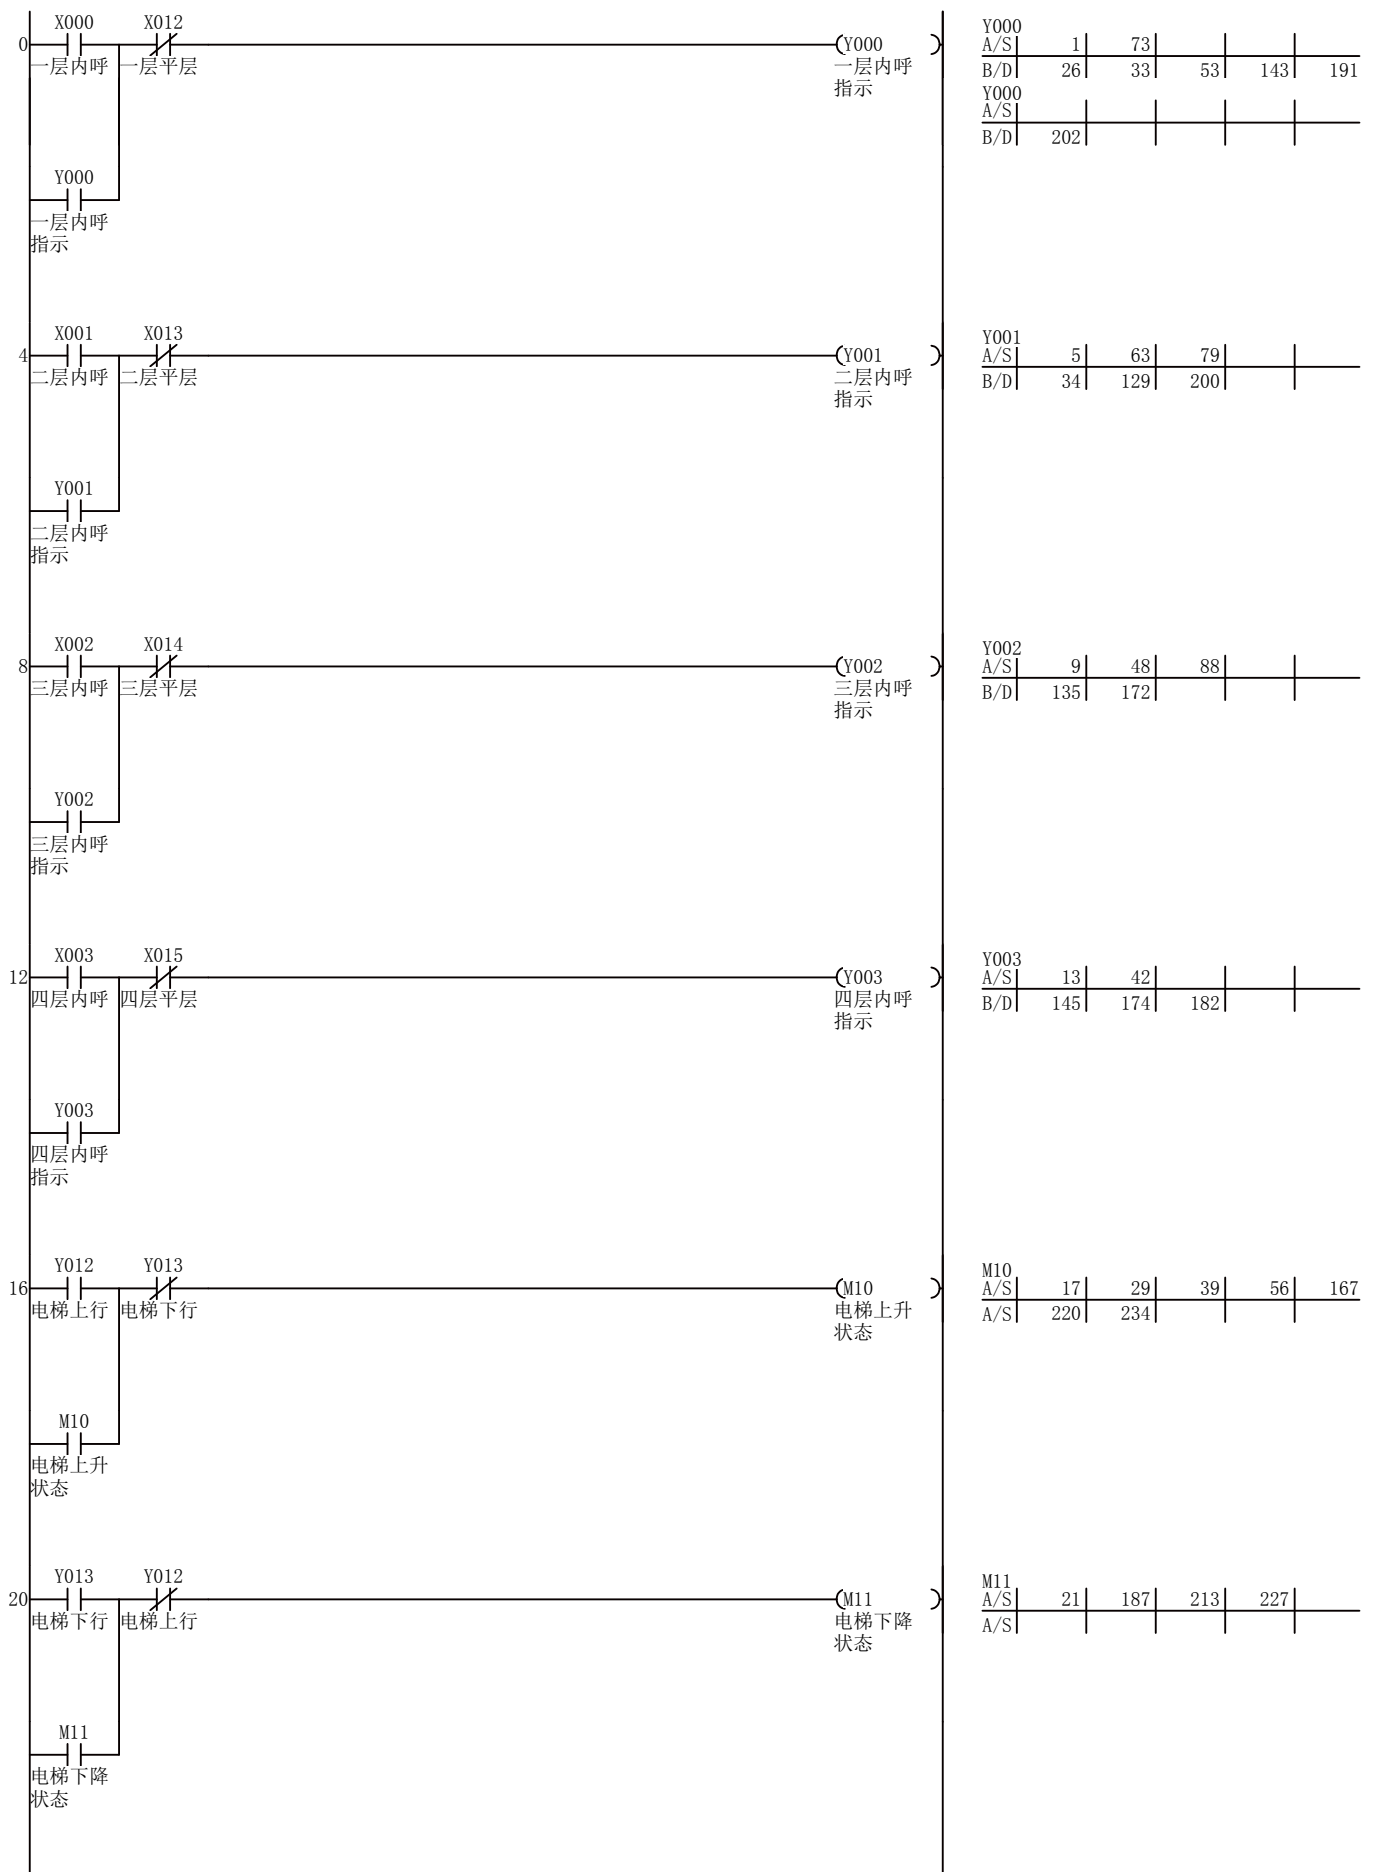 X000 X012
0 (Y000 )
一层内呼 一层平层 一层内呼
指示
Y000
A/S 1 73
B/D 26 33 53 143 191
Y000
A/S
B/D 202
Y000
一层内呼
指示
X001 X013
4 (Y001 )
二层内呼 二层平层 二层内呼
指示
Y001
A/S 5 63 79
B/D 34 129 200
Y001
二层内呼
指示
X002 X014
8 (Y002 )
三层内呼 三层平层 三层内呼
指示
Y002
A/S 9 48 88
B/D 135 172
Y002
三层内呼
指示
X003 X015
12 (Y003 )
四层内呼 四层平层 四层内呼
指示
Y003
A/S 13 42
B/D 145 174 182
Y003
四层内呼
指示
Y012 Y013
16 (M10 )
电梯上行 电梯下行 电梯上升
状态
M10
A/S 17 29 39 56 167
A/S 220 234
M10
电梯上升
状态
Y013 Y012
20 (M11 )
电梯下行 电梯上行 电梯下降
状态
M11
A/S 21 187 213 227
A/S
M11
电梯下降
状态